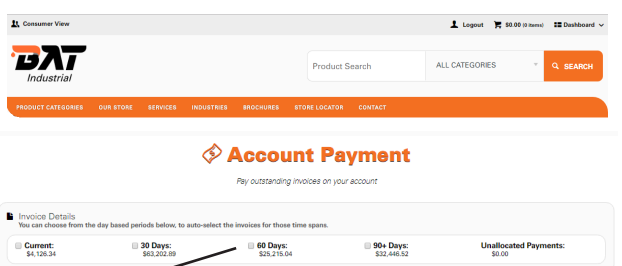 Consumer View
Logout $0.00 (0 items) Dashboard
BAT
Industrial
Product Search ALL CATEGORIES SEARCH
PRODUCT CATEGORIES OUR STORE SERVICES INDUSTRIES BROCHURES STORE LOCATOR CONTACT
Account Payment
Pay outstanding invoices on your account
Invoice Details
You can choose from the day based periods below, to auto-select the invoices for those time spans.
Current: 30 Days: 60 Days: 90+ Days: Unallocated Payments:
$4,126.34 $63,202.89 $25,215.04 $32,446.52 $0.00